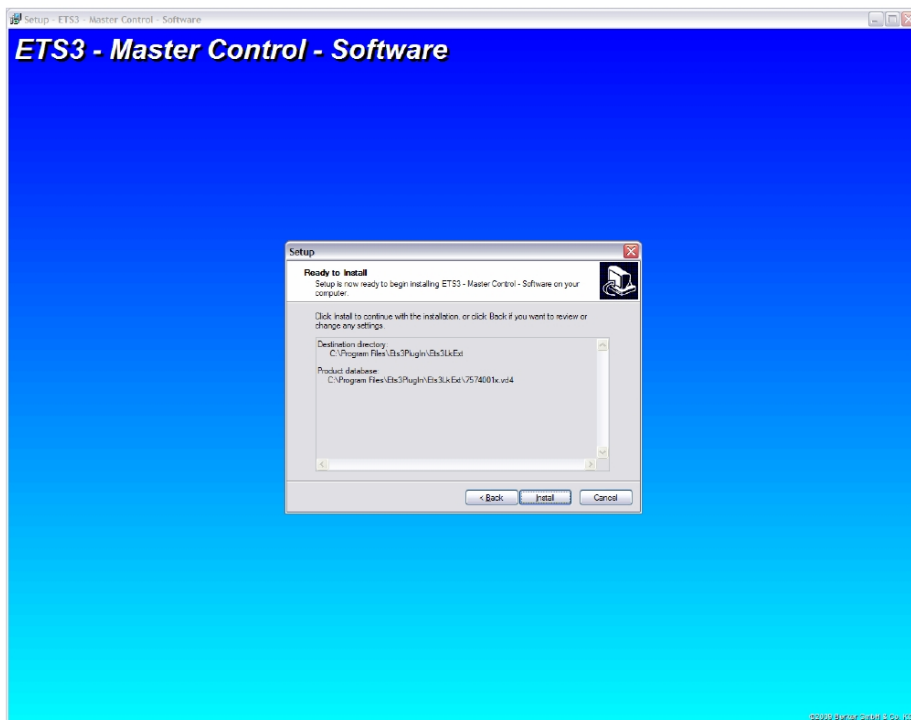 Setup - ETS3 - Master Control - Software
ETS3 - Master Control - Software
Setup
Ready to Install
Setup is now ready to begin installing ETS3 - Master Control - Software on your
computer.
Click Install to continue with the installation, or click Back if you want to review or
change any settings.
Destination directory:
C:\Program Files\Ets3PlugIn\Ets3LkExt
Product database:
C:\Program Files\Ets3PlugIn\Ets3LkExt\7574001x.vd4
< Back
Install
Cancel
GmbH & Co. KG